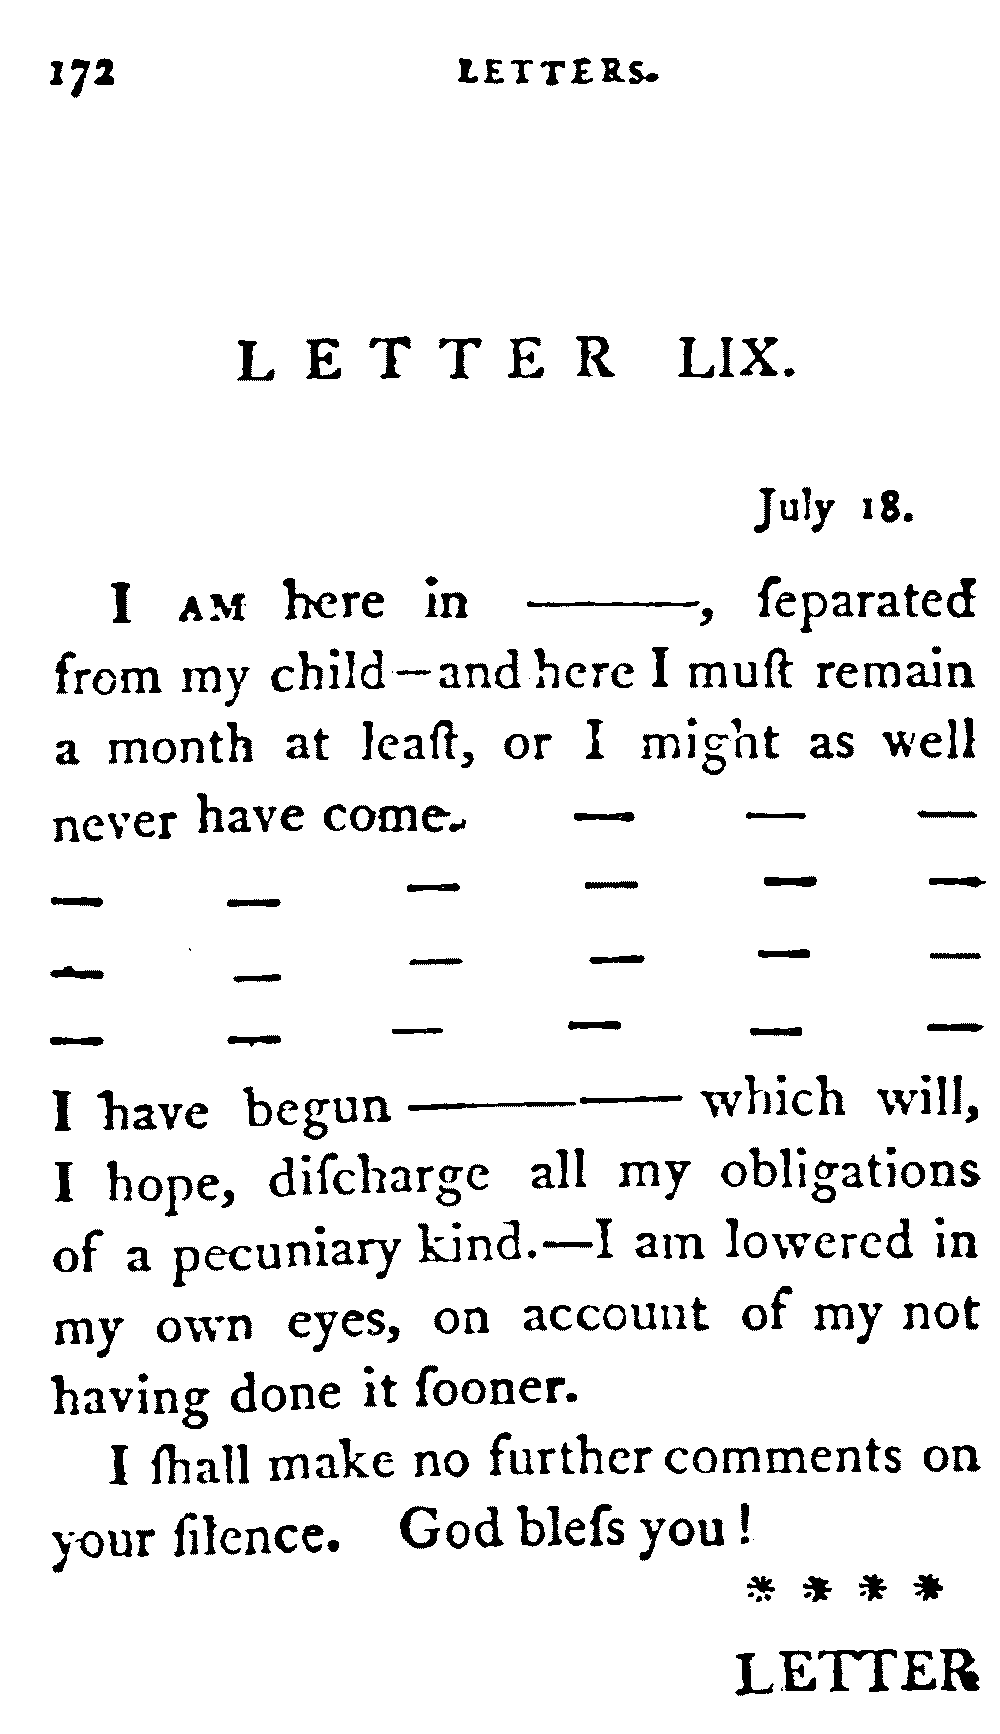 172 LETTERS.
LETTER LIX.
July 18.
I AM here in ———, ſeparated
from my child—and here I muſt remain
a month at leaſt, or I might as well
never have come. — — —
— — — — — —
— — — — — —
— — — — — —
I have begun ——— —— which will,
I hope, diſcharge all my obligations
of a pecuniary kind.—I am lowered in
my own eyes, on account of my not
having done it ſooner.
I ſhall make no further comments on
your ſilence. God bleſs you!
* * * *
LETTER